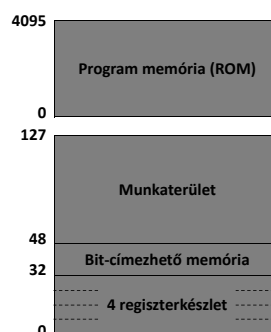 4095
Program memória (ROM)
0
127
Munkaterület
48
Bit-címezhető memória
32
4 regiszterkészlet
0